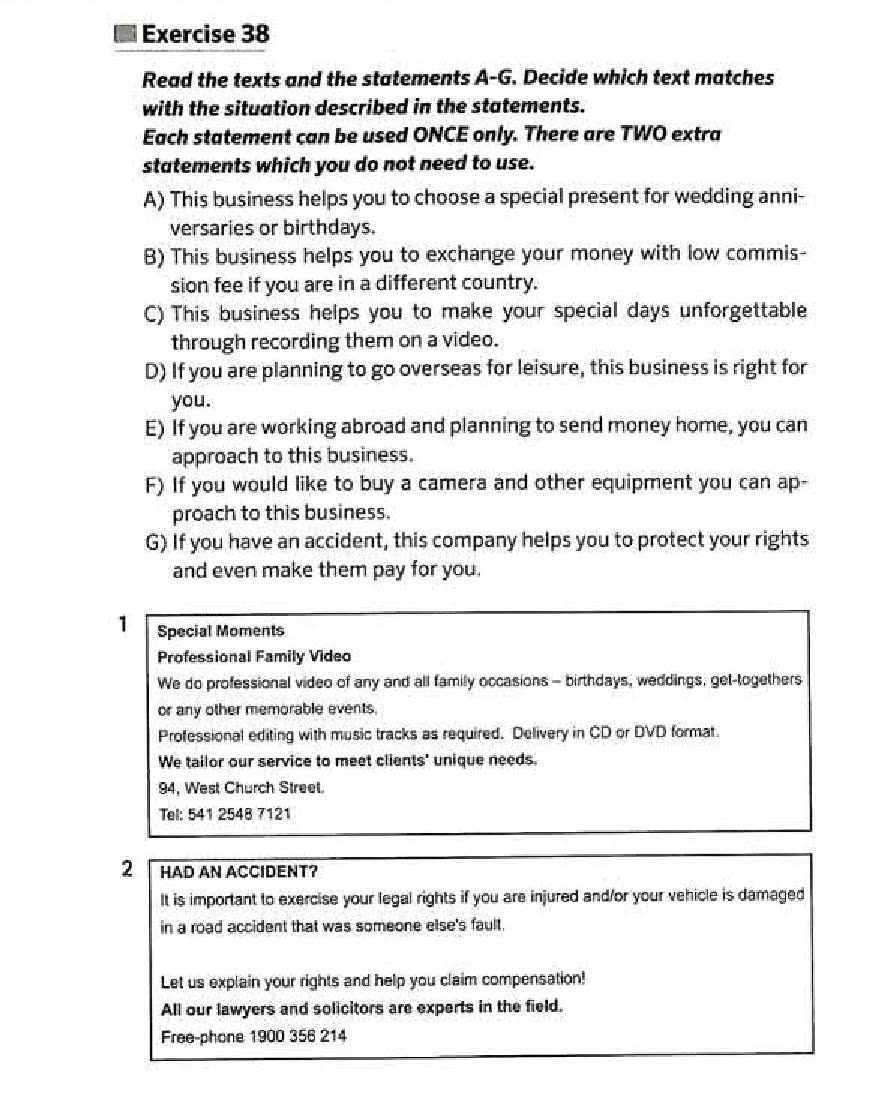 Exercise 38
Read the texts and the statements A-G. Decide which text matches
with the situation described in the statements.
Each statement can be used ONCE only. There are TWO extra
statements which you do not need to use.
A) This business helps you to choose a special present for wedding anni-
versaries or birthdays.
B) This business helps you to exchange your money with low commis-
sion fee if you are in a different country.
C) This business helps you to make your special days unforgettable
through recording them on a video.
D) If you are planning to go overseas for leisure, this business is right for
you.
E) If you are working abroad and planning to send money home, you can
approach to this business.
F) If you would like to buy a camera and other equipment you can ap-
proach to this business.
G) If you have an accident, this company helps you to protect your rights
and even make them pay for you.
1
Special Moments
Professional Family Video
We do professional video of any and all family occasions – birthdays, weddings, get-togethers
or any other memorable events.
Professional editing with music tracks as required. Delivery in CD or DVD format.
We tailor our service to meet clients' unique needs.
94, West Church Street.
Tel: 541 2548 7121
2
HAD AN ACCIDENT?
It is important to exercise your legal rights if you are injured and/or your vehicle is damaged
in a road accident that was someone else's fault.
Let us explain your rights and help you claim compensation!
All our lawyers and solicitors are experts in the field.
Free-phone 1900 356 214